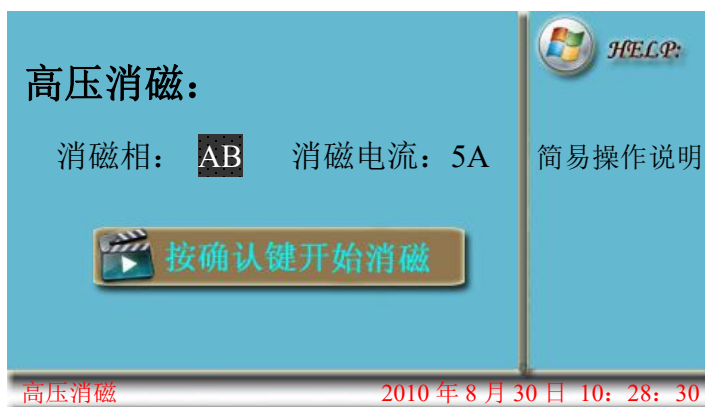 高压消磁：
HELP:
消磁相： AB 消磁电流：5A
简易操作说明
按确认键开始消磁
高压消磁 2010年8月30日 10：28：30